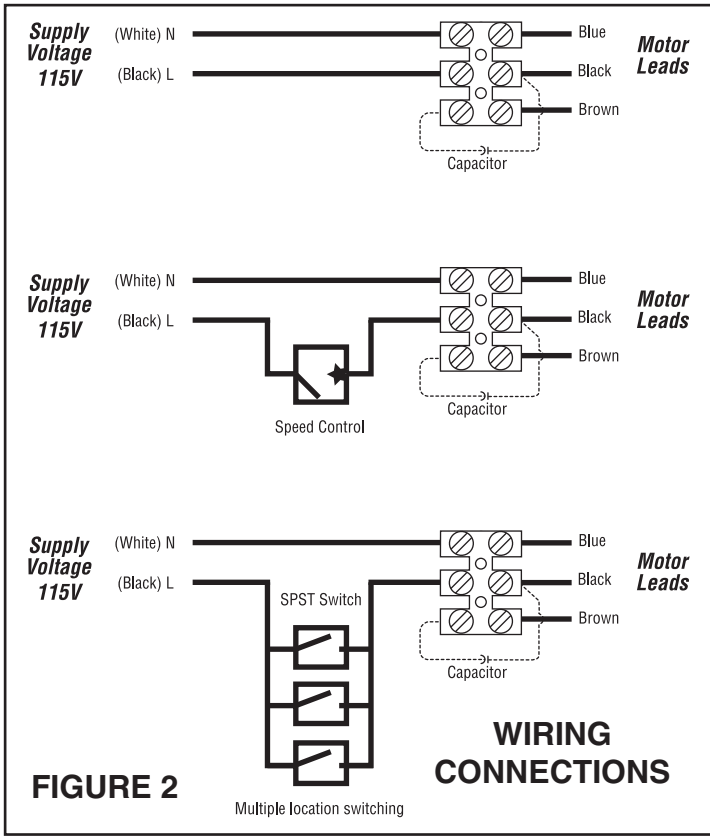 Supply
Voltage
115V
(White) N
(Black) L
Blue
Black
Brown
Motor
Leads
Capacitor
Supply
Voltage
115V
(White) N
(Black) L
Speed Control
Blue
Black
Brown
Motor
Leads
Capacitor
Supply
Voltage
115V
(White) N
(Black) L
SPST Switch
Blue
Black
Brown
Motor
Leads
Capacitor
Multiple location switching
FIGURE 2
WIRING
CONNECTIONS